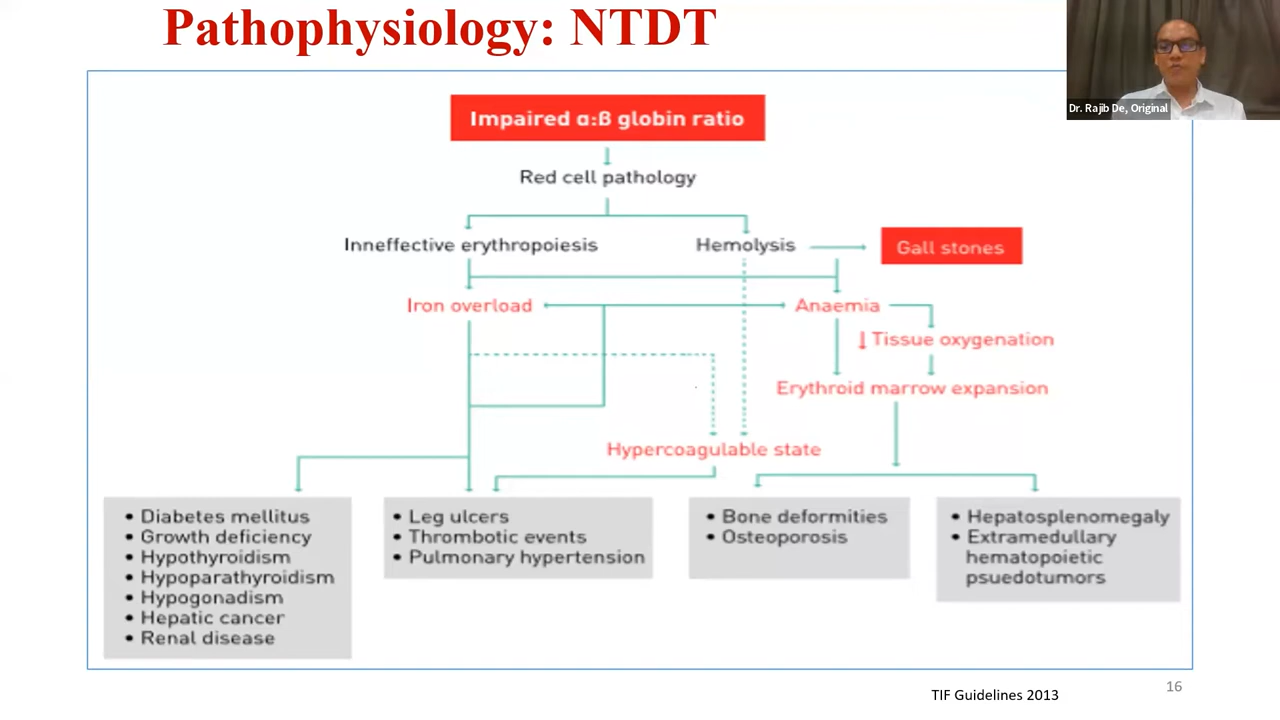 Pathophysiology: NTDT
Dr. Rajib De, Original
Impaired α:ß globin ratio
Red cell pathology
Inneffective erythropoiesis
Hemolysis
Gall stones
Iron overload
Anaemia
↓ Tissue oxygenation
Erythroid marrow expansion
Hypercoagulable state
• Diabetes mellitus
• Growth deficiency
• Hypothyroidism
• Hypoparathyroidism
• Hypogonadism
• Hepatic cancer
• Renal disease
• Leg ulcers
• Thrombotic events
• Pulmonary hypertension
• Bone deformities
• Osteoporosis
• Hepatosplenomegaly
• Extramedullary
hematopoietic
psuedotumors
16
TIF Guidelines 2013